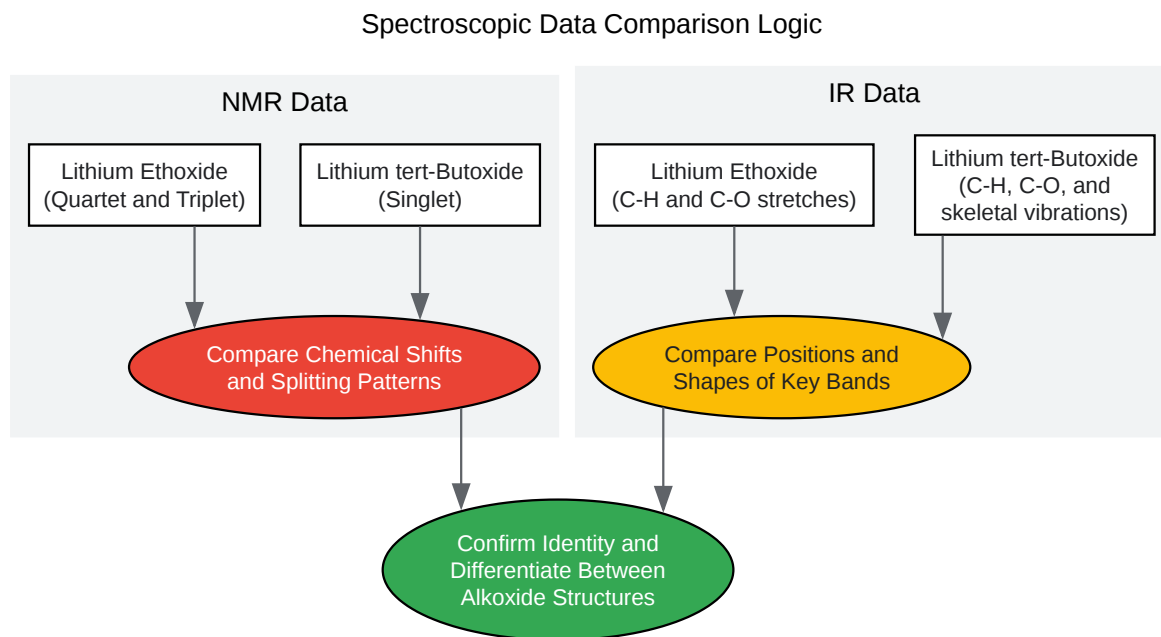 Spectroscopic Data Comparison Logic
NMR Data
Lithium Ethoxide
(Quartet and Triplet)
Lithium tert-Butoxide
(Singlet)
Compare Chemical Shifts
and Splitting Patterns
IR Data
Lithium Ethoxide
(C-H and C-O stretches)
Lithium tert-Butoxide
(C-H, C-O, and
skeletal vibrations)
Compare Positions and
Shapes of Key Bands
Confirm Identity and
Differentiate Between
Alkoxide Structures